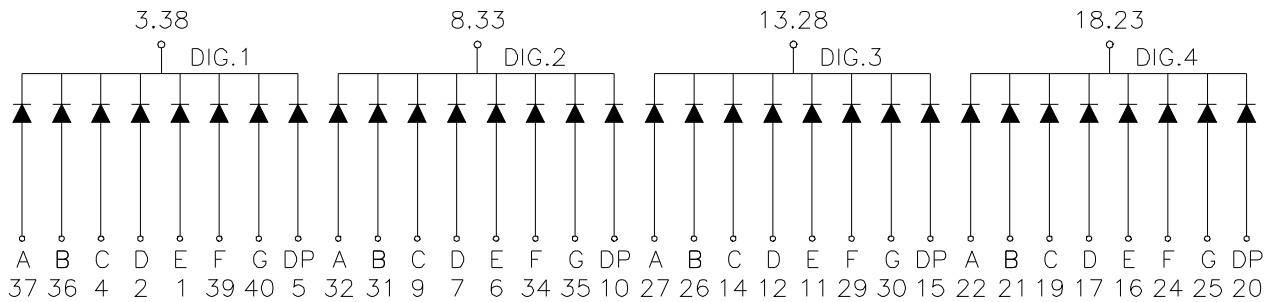 3.38 8.33 13.28 18.23
DIG.1 DIG.2 DIG.3 DIG.4
A B C D E F G DP A B C D E F G DP A B C D E F G DP A B C D E F G DP
37 36 4 2 1 39 40 5 32 31 9 7 6 34 35 10 27 26 14 12 11 29 30 15 22 21 19 17 16 24 25 20